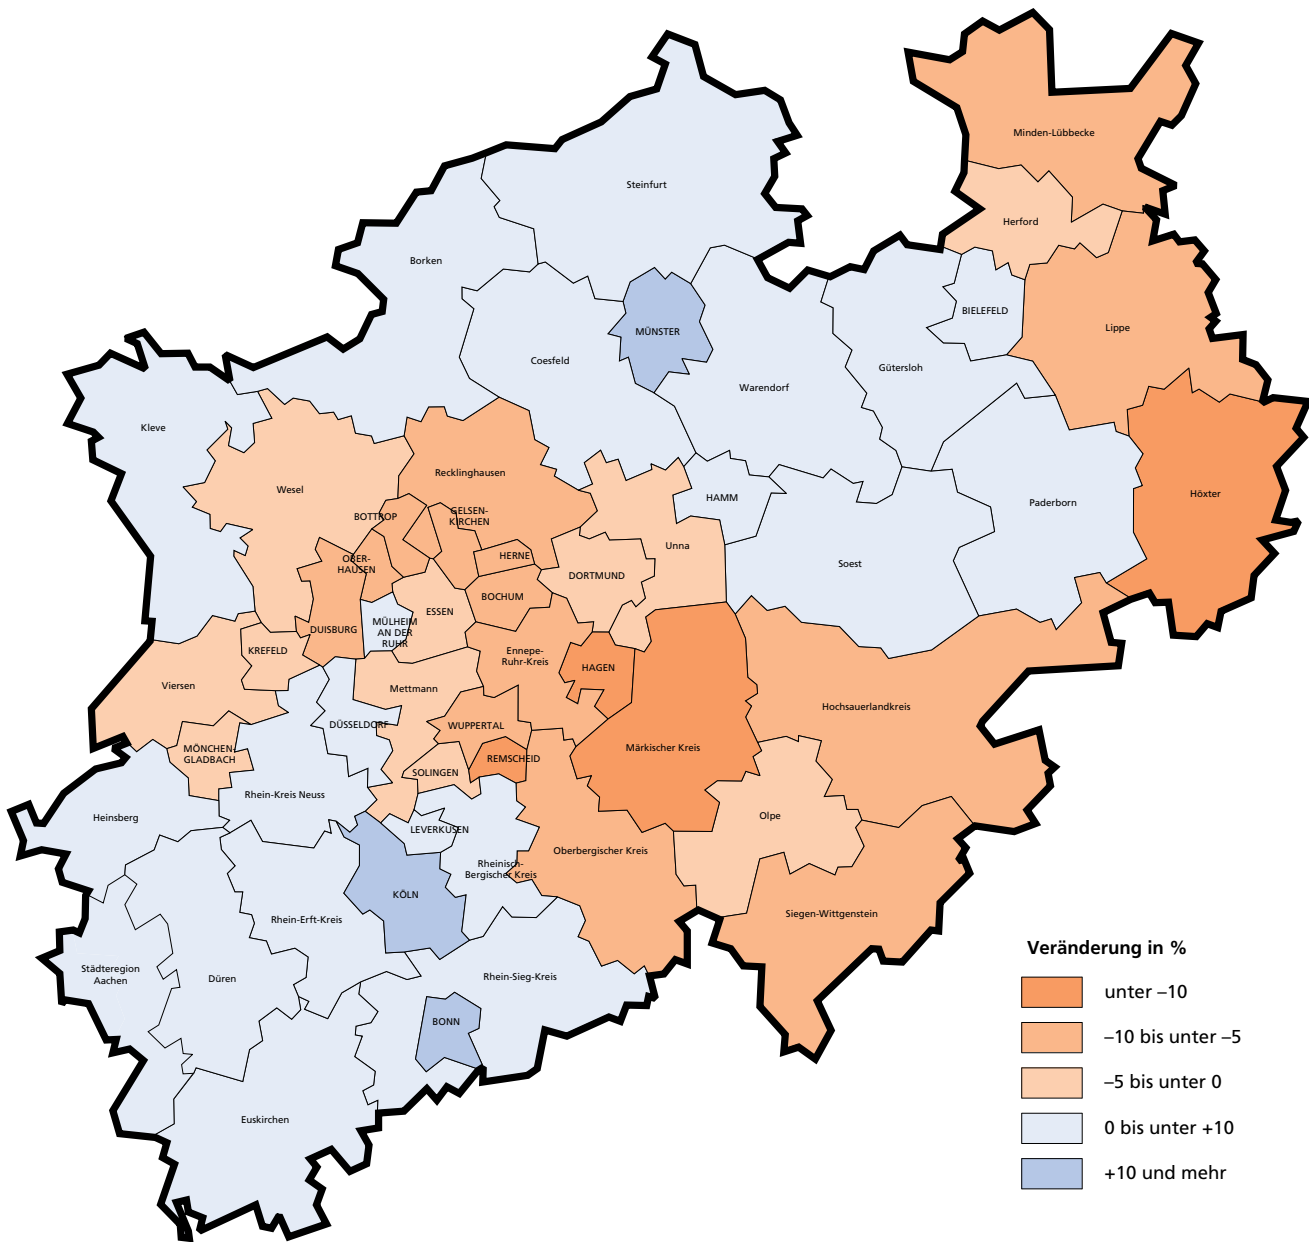 Minden-Lübbecke
Steinfurt
Herford
Borken
BIELEFELD
Lippe
MÜNSTER
Coesfeld
Gütersloh
Warendorf
Kleve
Recklinghausen
Wesel
HAMM
Höxter
Paderborn
BOTTROP
GELSEN-
KIRCHEN
Unna
HERNE
OBER-
HAUSEN
Soest
DORTMUND
BOCHUM
ESSEN
MÜLHEIM
AN DER
RUHR
DUISBURG
KREFELD
Ennepe-
Ruhr-Kreis
HAGEN
Viersen
Mettmann
Hochsauerlandkreis
DÜSSELDORF
WUPPERTAL
Märkischer Kreis
MÖNCHEN-
GLADBACH
REMSCHEID
SOLINGEN
Rhein-Kreis Neuss
Heinsberg
Olpe
LEVERKUSEN
Oberbergischer Kreis
Rheinisch-
Bergischer Kreis
KÖLN
Siegen-Wittgenstein
Rhein-Erft-Kreis
Städteregion
Aachen
Düren
Rhein-Sieg-Kreis
BONN
Euskirchen
Veränderung in %
unter –10
–10 bis unter –5
–5 bis unter 0
0 bis unter +10
+10 und mehr